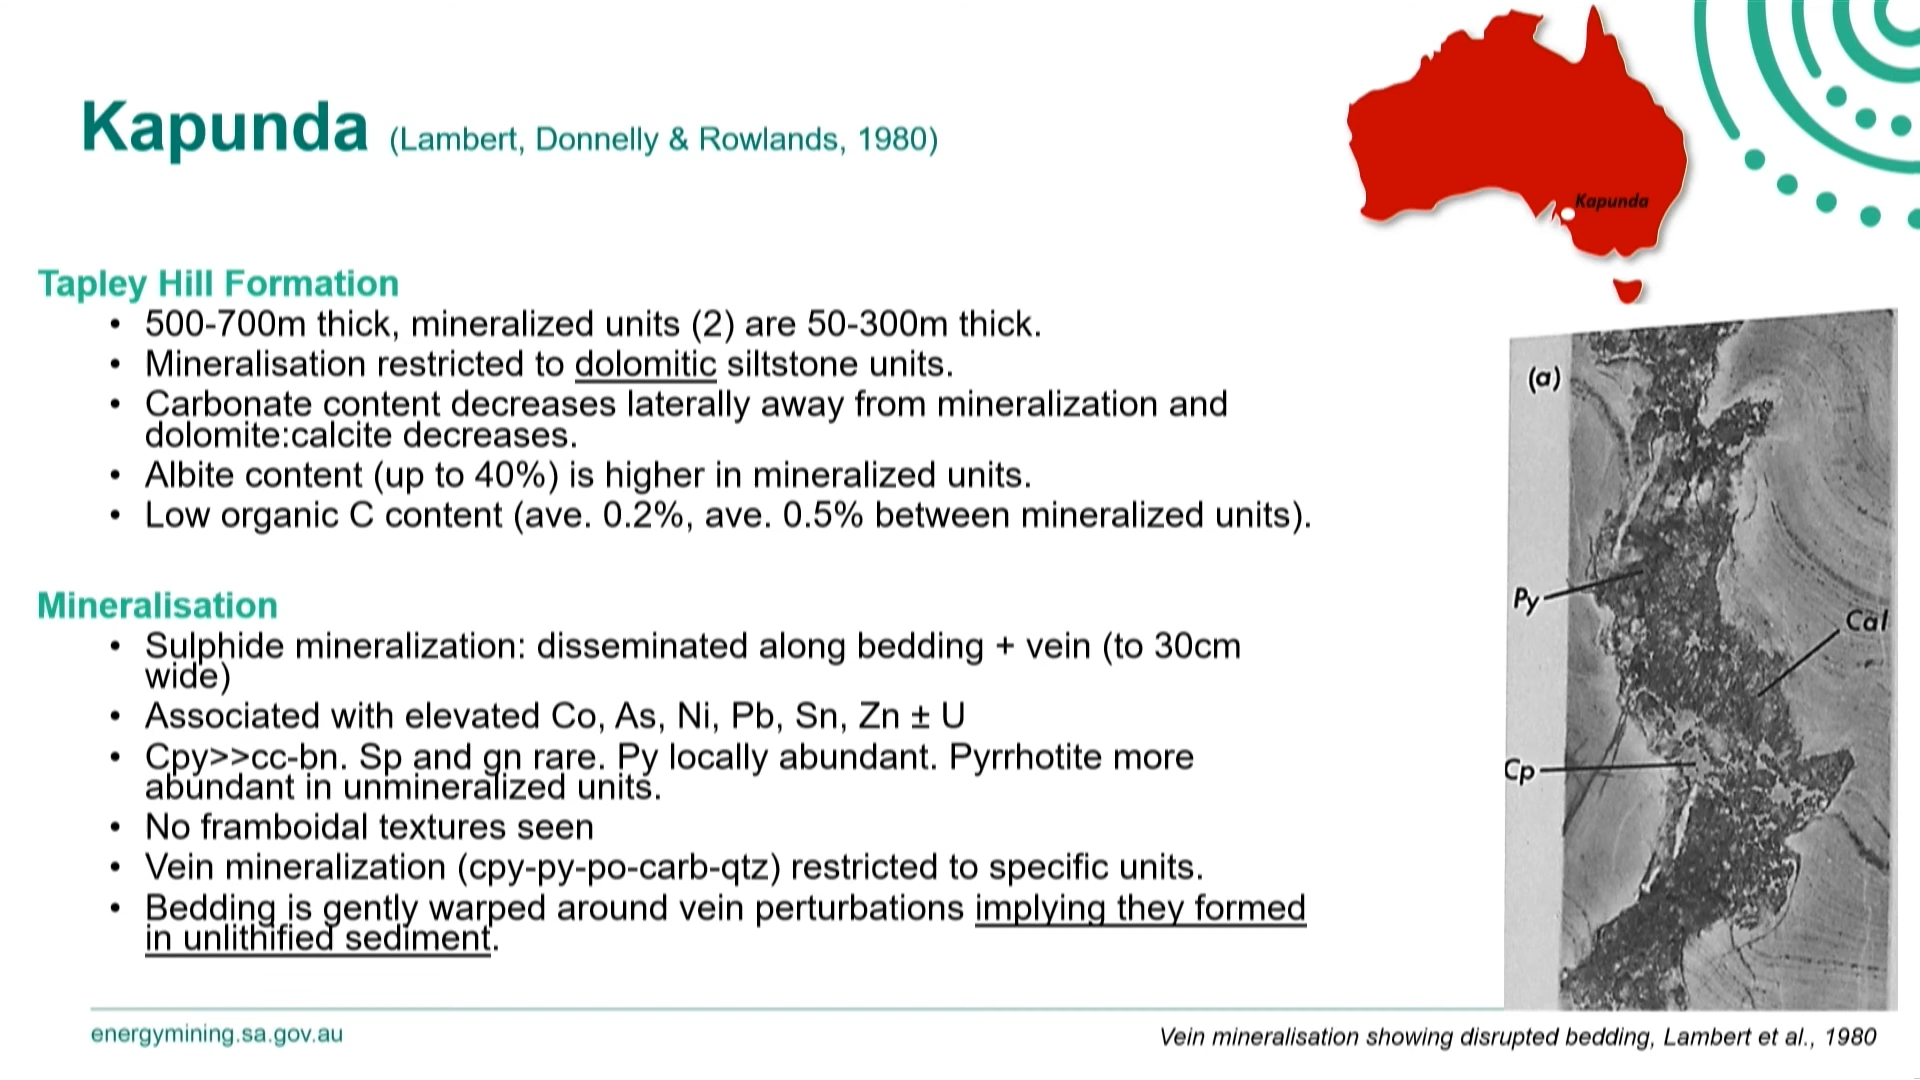 Kapunda (Lambert, Donnelly & Rowlands, 1980)
Kapunda
Tapley Hill Formation
• 500-700m thick, mineralized units (2) are 50-300m thick.
• Mineralisation restricted to dolomitic siltstone units.
• Carbonate content decreases laterally away from mineralization and
dolomite:calcite decreases.
• Albite content (up to 40%) is higher in mineralized units.
• Low organic C content (ave. 0.2%, ave. 0.5% between mineralized units).
Mineralisation
• Sulphide mineralization: disseminated along bedding + vein (to 30cm
wide)
• Associated with elevated Co, As, Ni, Pb, Sn, Zn ± U
• Cpy>>cc-bn. Sp and gn rare. Py locally abundant. Pyrrhotite more
abundant in unmineralized units.
• No framboidal textures seen
• Vein mineralization (cpy-py-po-carb-qtz) restricted to specific units.
• Bedding is gently warped around vein perturbations implying they formed
in unlithified sediment.
(a)
Py
Cal
Cp
energymining.sa.gov.au
Vein mineralisation showing disrupted bedding, Lambert et al., 1980